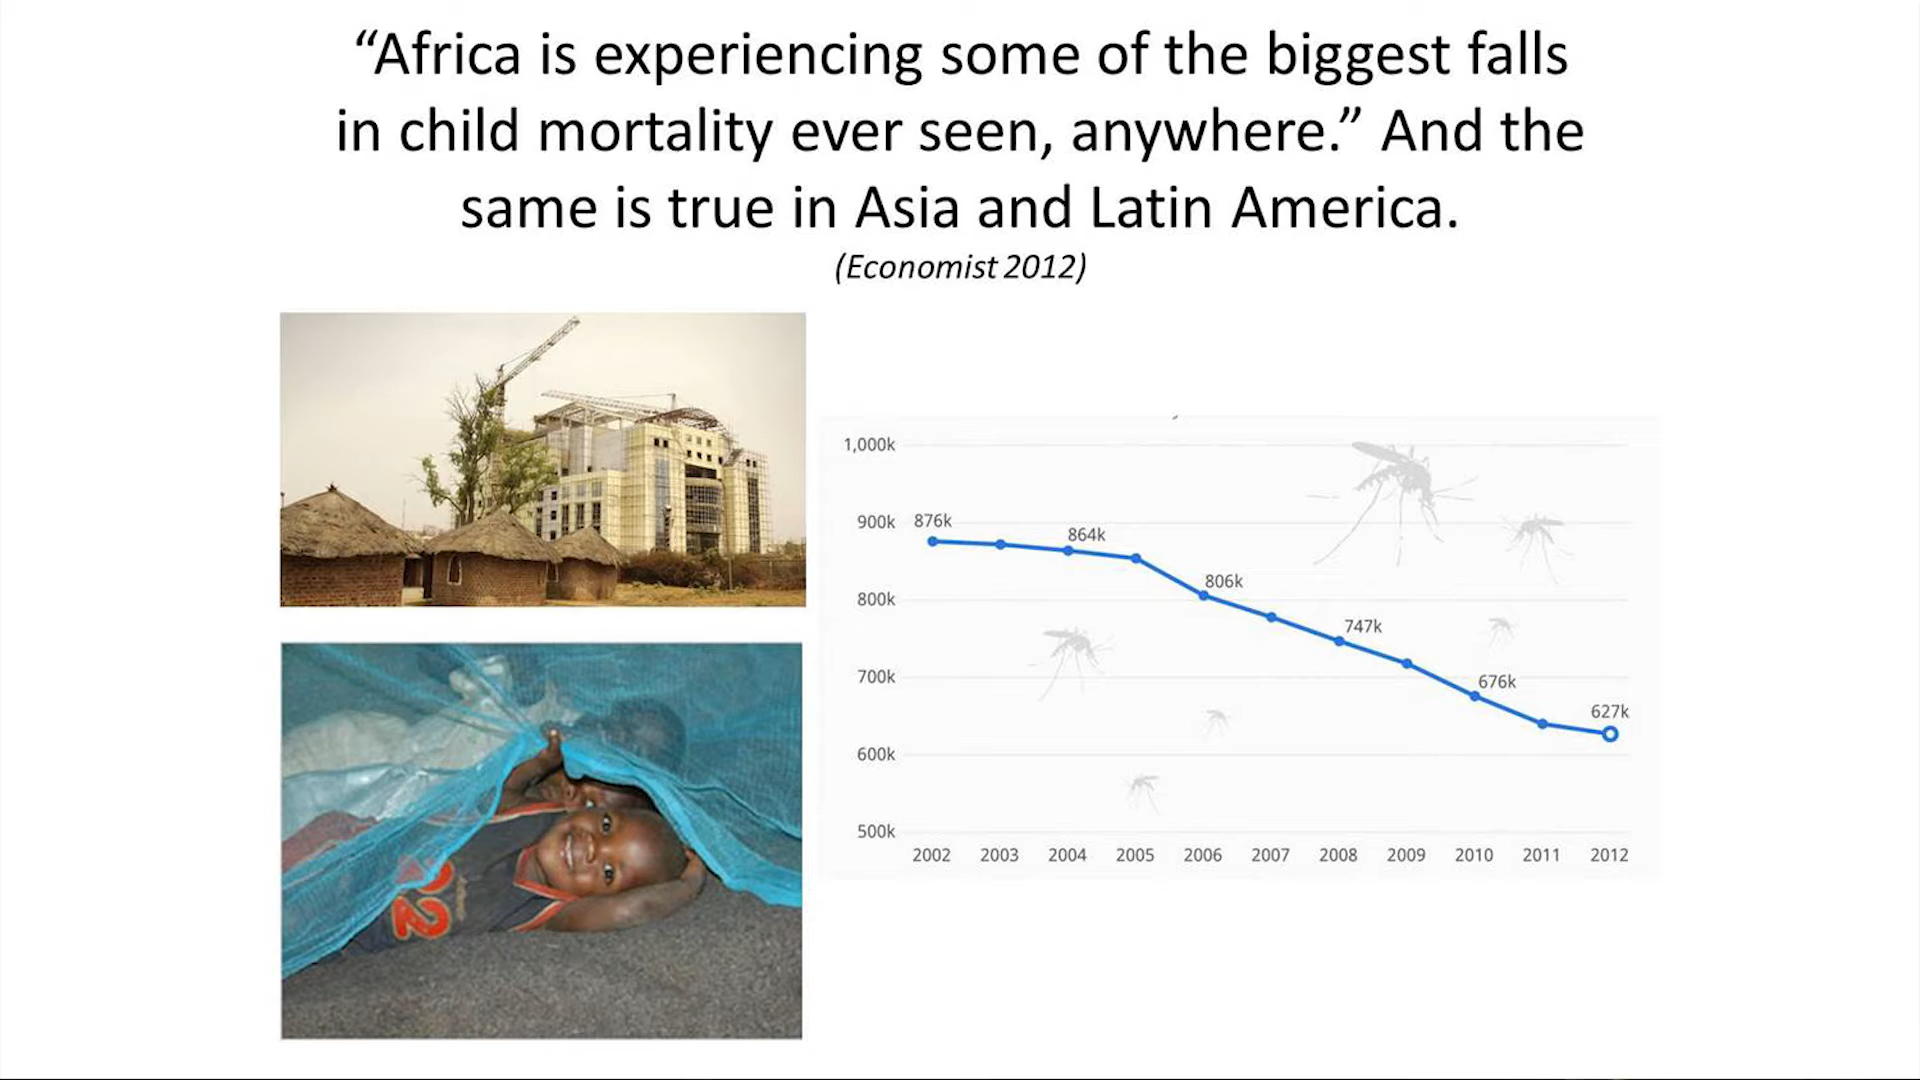 “Africa is experiencing some of the biggest falls
in child mortality ever seen, anywhere.” And the
same is true in Asia and Latin America.
(Economist 2012)
1,000k
900k
800k
700k
600k
500k
876k
864k
806k
747k
676k
627k
2002 2003 2004 2005 2006 2007 2008 2009 2010 2011 2012